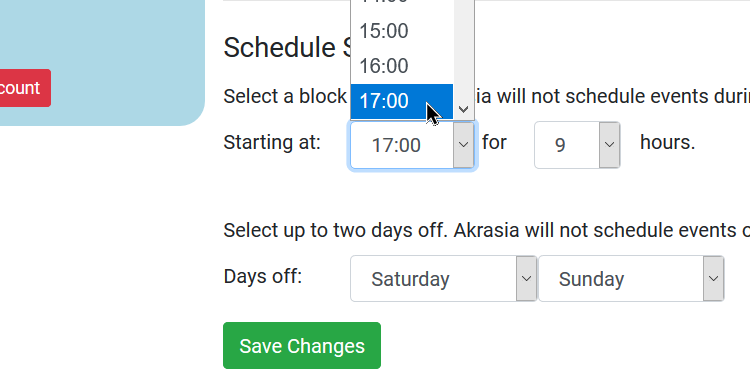 15:00
Schedule S
16:00
count
17:00
Select a block ia will not schedule events duri
Starting at: 17:00 for 9 hours.
Select up to two days off. Akrasia will not schedule events o
Days off: Saturday Sunday
Save Changes